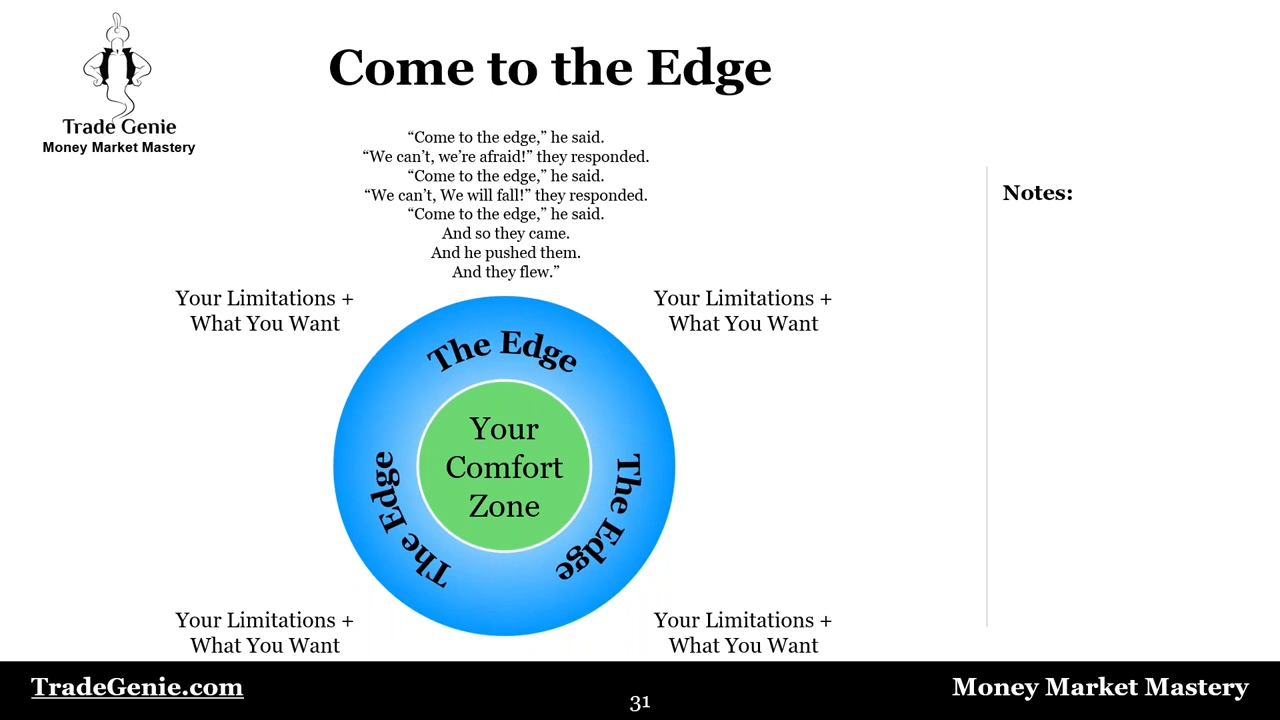 Trade Genie
Money Market Mastery
Come to the Edge
“Come to the edge,” he said.
“We can’t, we’re afraid!” they responded.
“Come to the edge,” he said.
“We can’t, We will fall!” they responded.
“Come to the edge,” he said.
And so they came.
And he pushed them.
And they flew.”
Notes:
Your Limitations +
What You Want
Your Limitations +
What You Want
The Edge
Your
Comfort
Zone
The Edge
The Edge
Your Limitations +
What You Want
Your Limitations +
What You Want
TradeGenie.com
31
Money Market Mastery